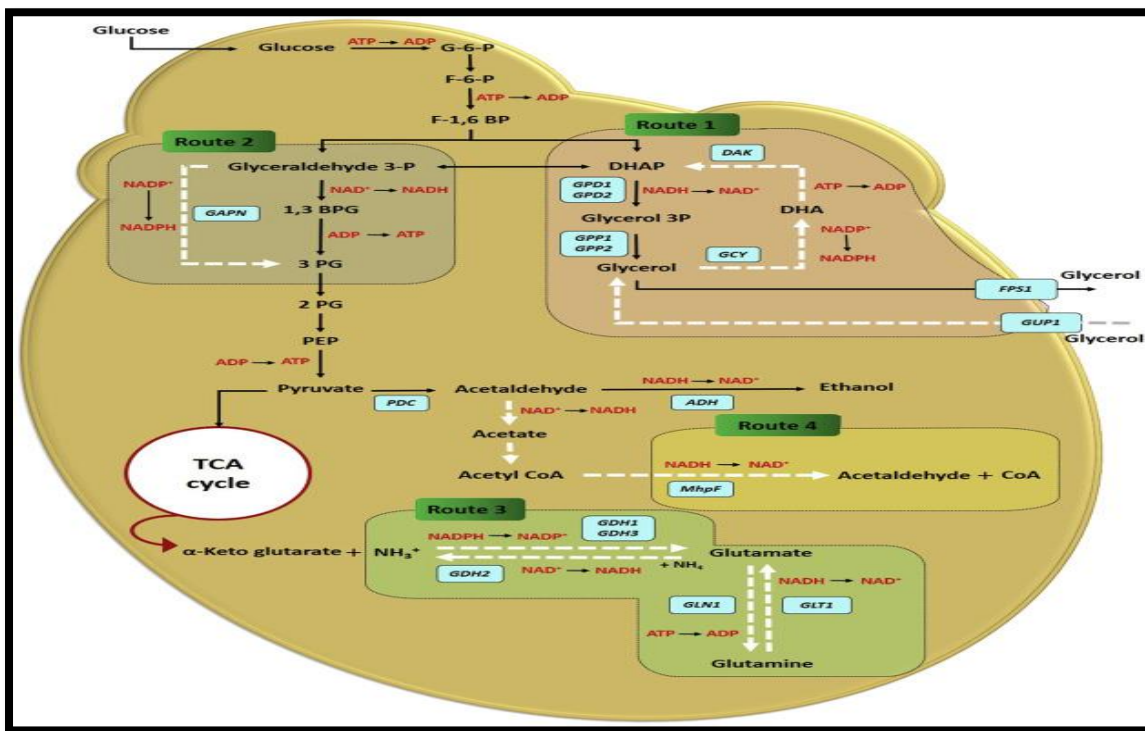 Glucose
Glucose ATP → ADP G-6-P
F-6-P
ATP → ADP
F-1,6 BP
Route 1
Route 2
Glyceraldehyde 3-P
DHAP
DAK
NADP⁺
NADPH
GAPN
NAD⁺ → NADH
1,3 BPG
ADP → ATP
3 PG
GPD1
GPD2
NADH → NAD⁺
Glycerol 3P
GPP1
GPP2
Glycerol
GCY
DHA
ATP → ADP
NADP⁺
NADPH
FPS1
Glycerol
GUP1
Glycerol
2 PG
PEP
ADP → ATP
Pyruvate
PDC
Acetaldehyde
NADH → NAD⁺
ADH
Ethanol
NAD⁺ → NADH
Acetate
Acetyl CoA
Route 4
NADH → NAD⁺
MhpF
Acetaldehyde + CoA
TCA
cycle
Route 3
α-Keto glutarate + NH₃⁺
NADPH → NADP⁺
GDH1
GDH3
GDH2
NAD⁺ → NADH
+ NH₄
Glutamate
NADH → NAD⁺
GLN1
GLT1
ATP → ADP
Glutamine